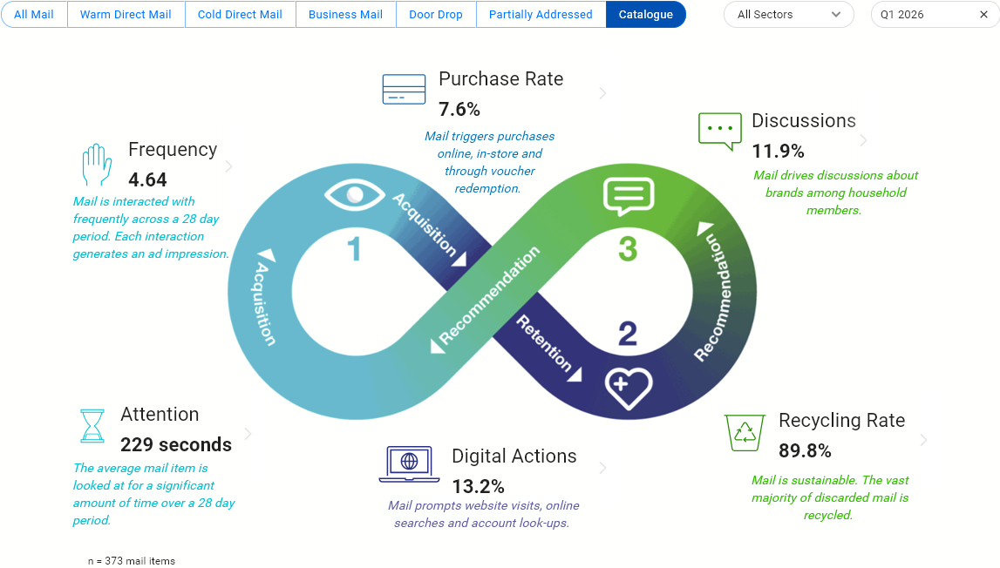 All Mail
Warm Direct Mail
Cold Direct Mail
Business Mail
Door Drop
Partially Addressed
Catalogue
All Sectors
Q1 2026
Purchase Rate
7.6%
Mail triggers purchases
online, in-store and
through voucher
redemption.
Discussions
11.9%
Mail drives discussions about
brands among household
members.
Frequency
4.64
Mail is interacted with
frequently across a 28 day
period. Each interaction
generates an ad impression.
Acquisition
1
Acquisition
Recommendation
3
Recommendation
2
Retention
Attention
229 seconds
The average mail item is
looked at for a significant
amount of time over a 28 day
period.
Digital Actions
13.2%
Mail prompts website visits, online
searches and account look-ups.
Recycling Rate
89.8%
Mail is sustainable. The vast
majority of discarded mail is
recycled.
n = 373 mail items